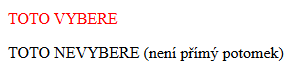 TOTO VYBERE
TOTO NEVYBERE (není přímý potomek)